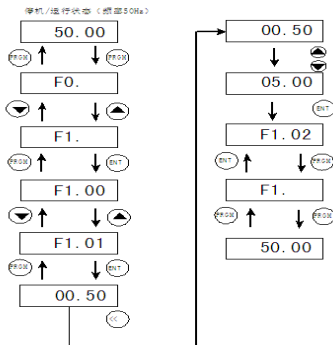 停机/运行状态（频率50Hz）
50.00
PRGM PRGM
F0.
F1.
PRGM ENT
F1.00
F1.01
PRGM ENT
00.50
<<
00.50
05.00
ENT
F1.02
ENT PRGM
F1.
PRGM PRGM
50.00